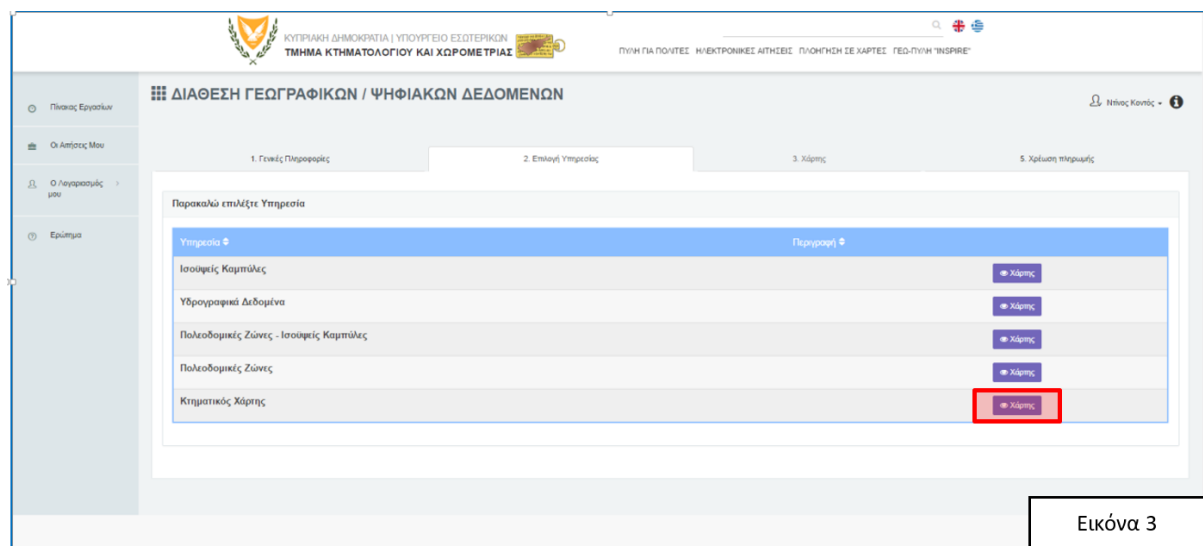 ΚΥΠΡΙΑΚΗ ΔΗΜΟΚΡΑΤΙΑ | ΥΠΟΥΡΓΕΙΟ ΕΣΩΤΕΡΙΚΩΝ
ΤΜΗΜΑ ΚΤΗΜΑΤΟΛΟΓΙΟΥ ΚΑΙ ΧΩΡΟΜΕΤΡΙΑΣ
ΠΥΛΗ ΓΙΑ ΠΟΛΙΤΕΣ ΗΛΕΚΤΡΟΝΙΚΕΣ ΑΙΤΗΣΕΙΣ ΠΛΟΗΓΗΣΗ ΣΕ ΧΑΡΤΕΣ ΓΕΩ-ΠΥΛΗ "INSPIRE"
ΔΙΑΘΕΣΗ ΓΕΩΓΡΑΦΙΚΩΝ / ΨΗΦΙΑΚΩΝ ΔΕΔΟΜΕΝΩΝ
Ντίνος Κοντός
Πίνακας Εργασίων
Οι Αιτήσεις Μου
Ο Λογαριασμός μου
Ερώτημα
1. Γενικές Πληροφορίες
2. Επιλογή Υπηρεσίας
3. Χάρτης
5. Χρέωση πληρωμής
Παρακαλώ επιλέξτε Υπηρεσία
Υπηρεσία Περιγραφή
Ισοϋψείς Καμπύλες Χάρτης
Υδρογραφικά Δεδομένα Χάρτης
Πολεοδομικές Ζώνες - Ισοϋψείς Καμπύλες Χάρτης
Πολεοδομικές Ζώνες Χάρτης
Κτηματικός Χάρτης Χάρτης
Εικόνα 3